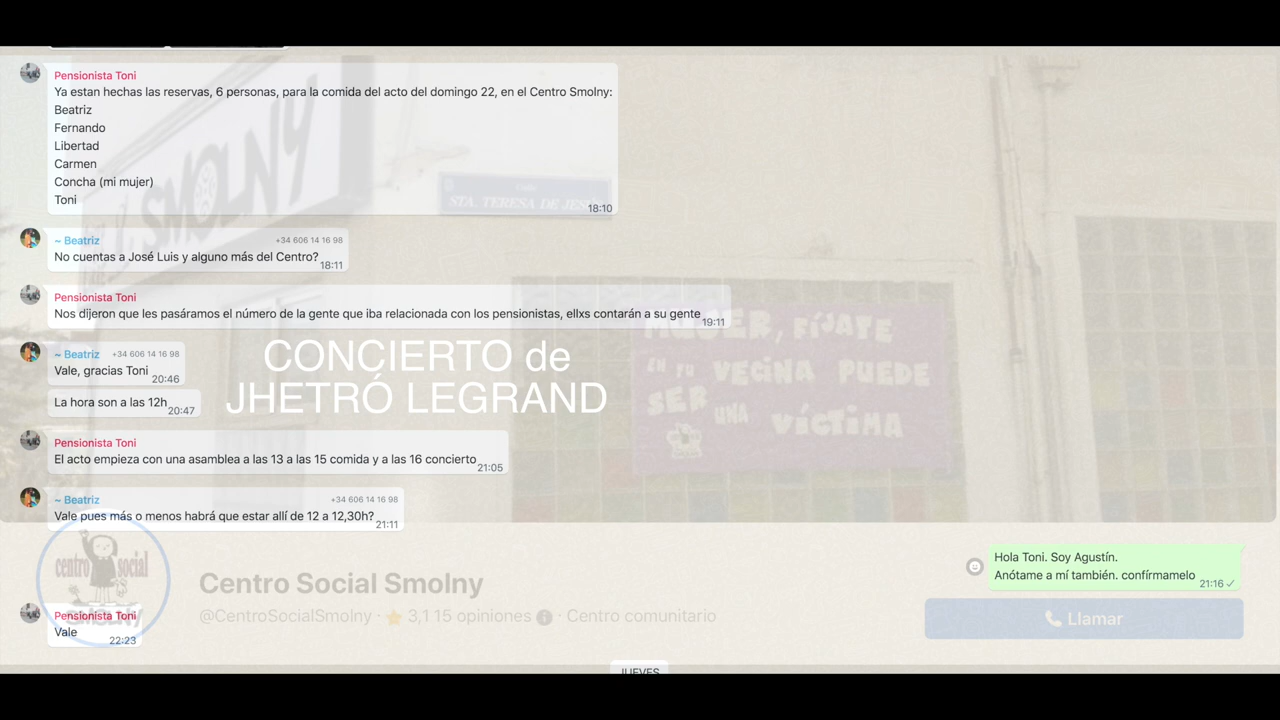 Pensionista Toni
Ya estan hechas las reservas, 6 personas, para la comida del acto del domingo 22, en el Centro Smolny:
Beatriz
Fernando
Libertad
Carmen
Concha (mi mujer)
Toni
18:10
SMOLNY
Calle
STA. TERESA DE JESÚS
~ Beatriz +34 606 14 16 98
No cuentas a José Luis y alguno más del Centro?
18:11
Pensionista Toni
Nos dijeron que les pasáramos el número de la gente que iba relacionada con los pensionistas, ellxs contarán a su gente
19:11
MUJER, FÍJATE
EN TU VECINA PUEDE
SER UNA VÍCTIMA
~ Beatriz +34 606 14 16 98
Vale, gracias Toni
20:46
La hora son a las 12h
20:47
CONCIERTO de
JHETRÓ LEGRAND
Pensionista Toni
El acto empieza con una asamblea a las 13 a las 15 comida y a las 16 concierto
21:05
~ Beatriz +34 606 14 16 98
Vale pues más o menos habrá que estar allí de 12 a 12,30h?
21:11
Hola Toni. Soy Agustín.
Anótame a mí también. confírmamelo
21:16
centro social
SMOLNY
Centro Social Smolny
@CentroSocialSmolny · 3,1 15 opiniones · Centro comunitario
Llamar
Pensionista Toni
Vale
22:23
JUEVES